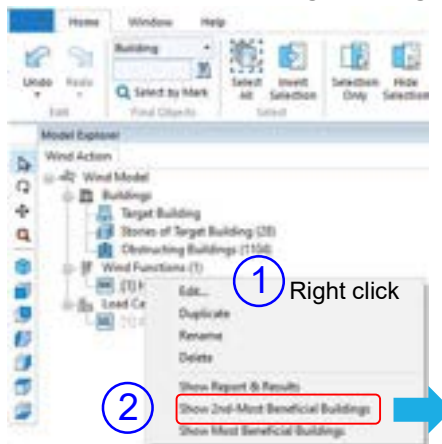 Home Window Help
Building
Undo Redo
Select by Mark
Select All
Invert Selection
Selection Only
Hide Selection
Edit Find Objects Select
Model Explorer
Wind Action
Wind Model
Buildings
Target Building
Stories of Target Building (28)
Obstructing Buildings (1104)
Wind Functions (1)
[1]
Load
1 Right click
Edit...
Duplicate
Rename
Delete
Show Report & Results
2 Show 2nd-Most Beneficial Buildings
Show Most Beneficial Buildings